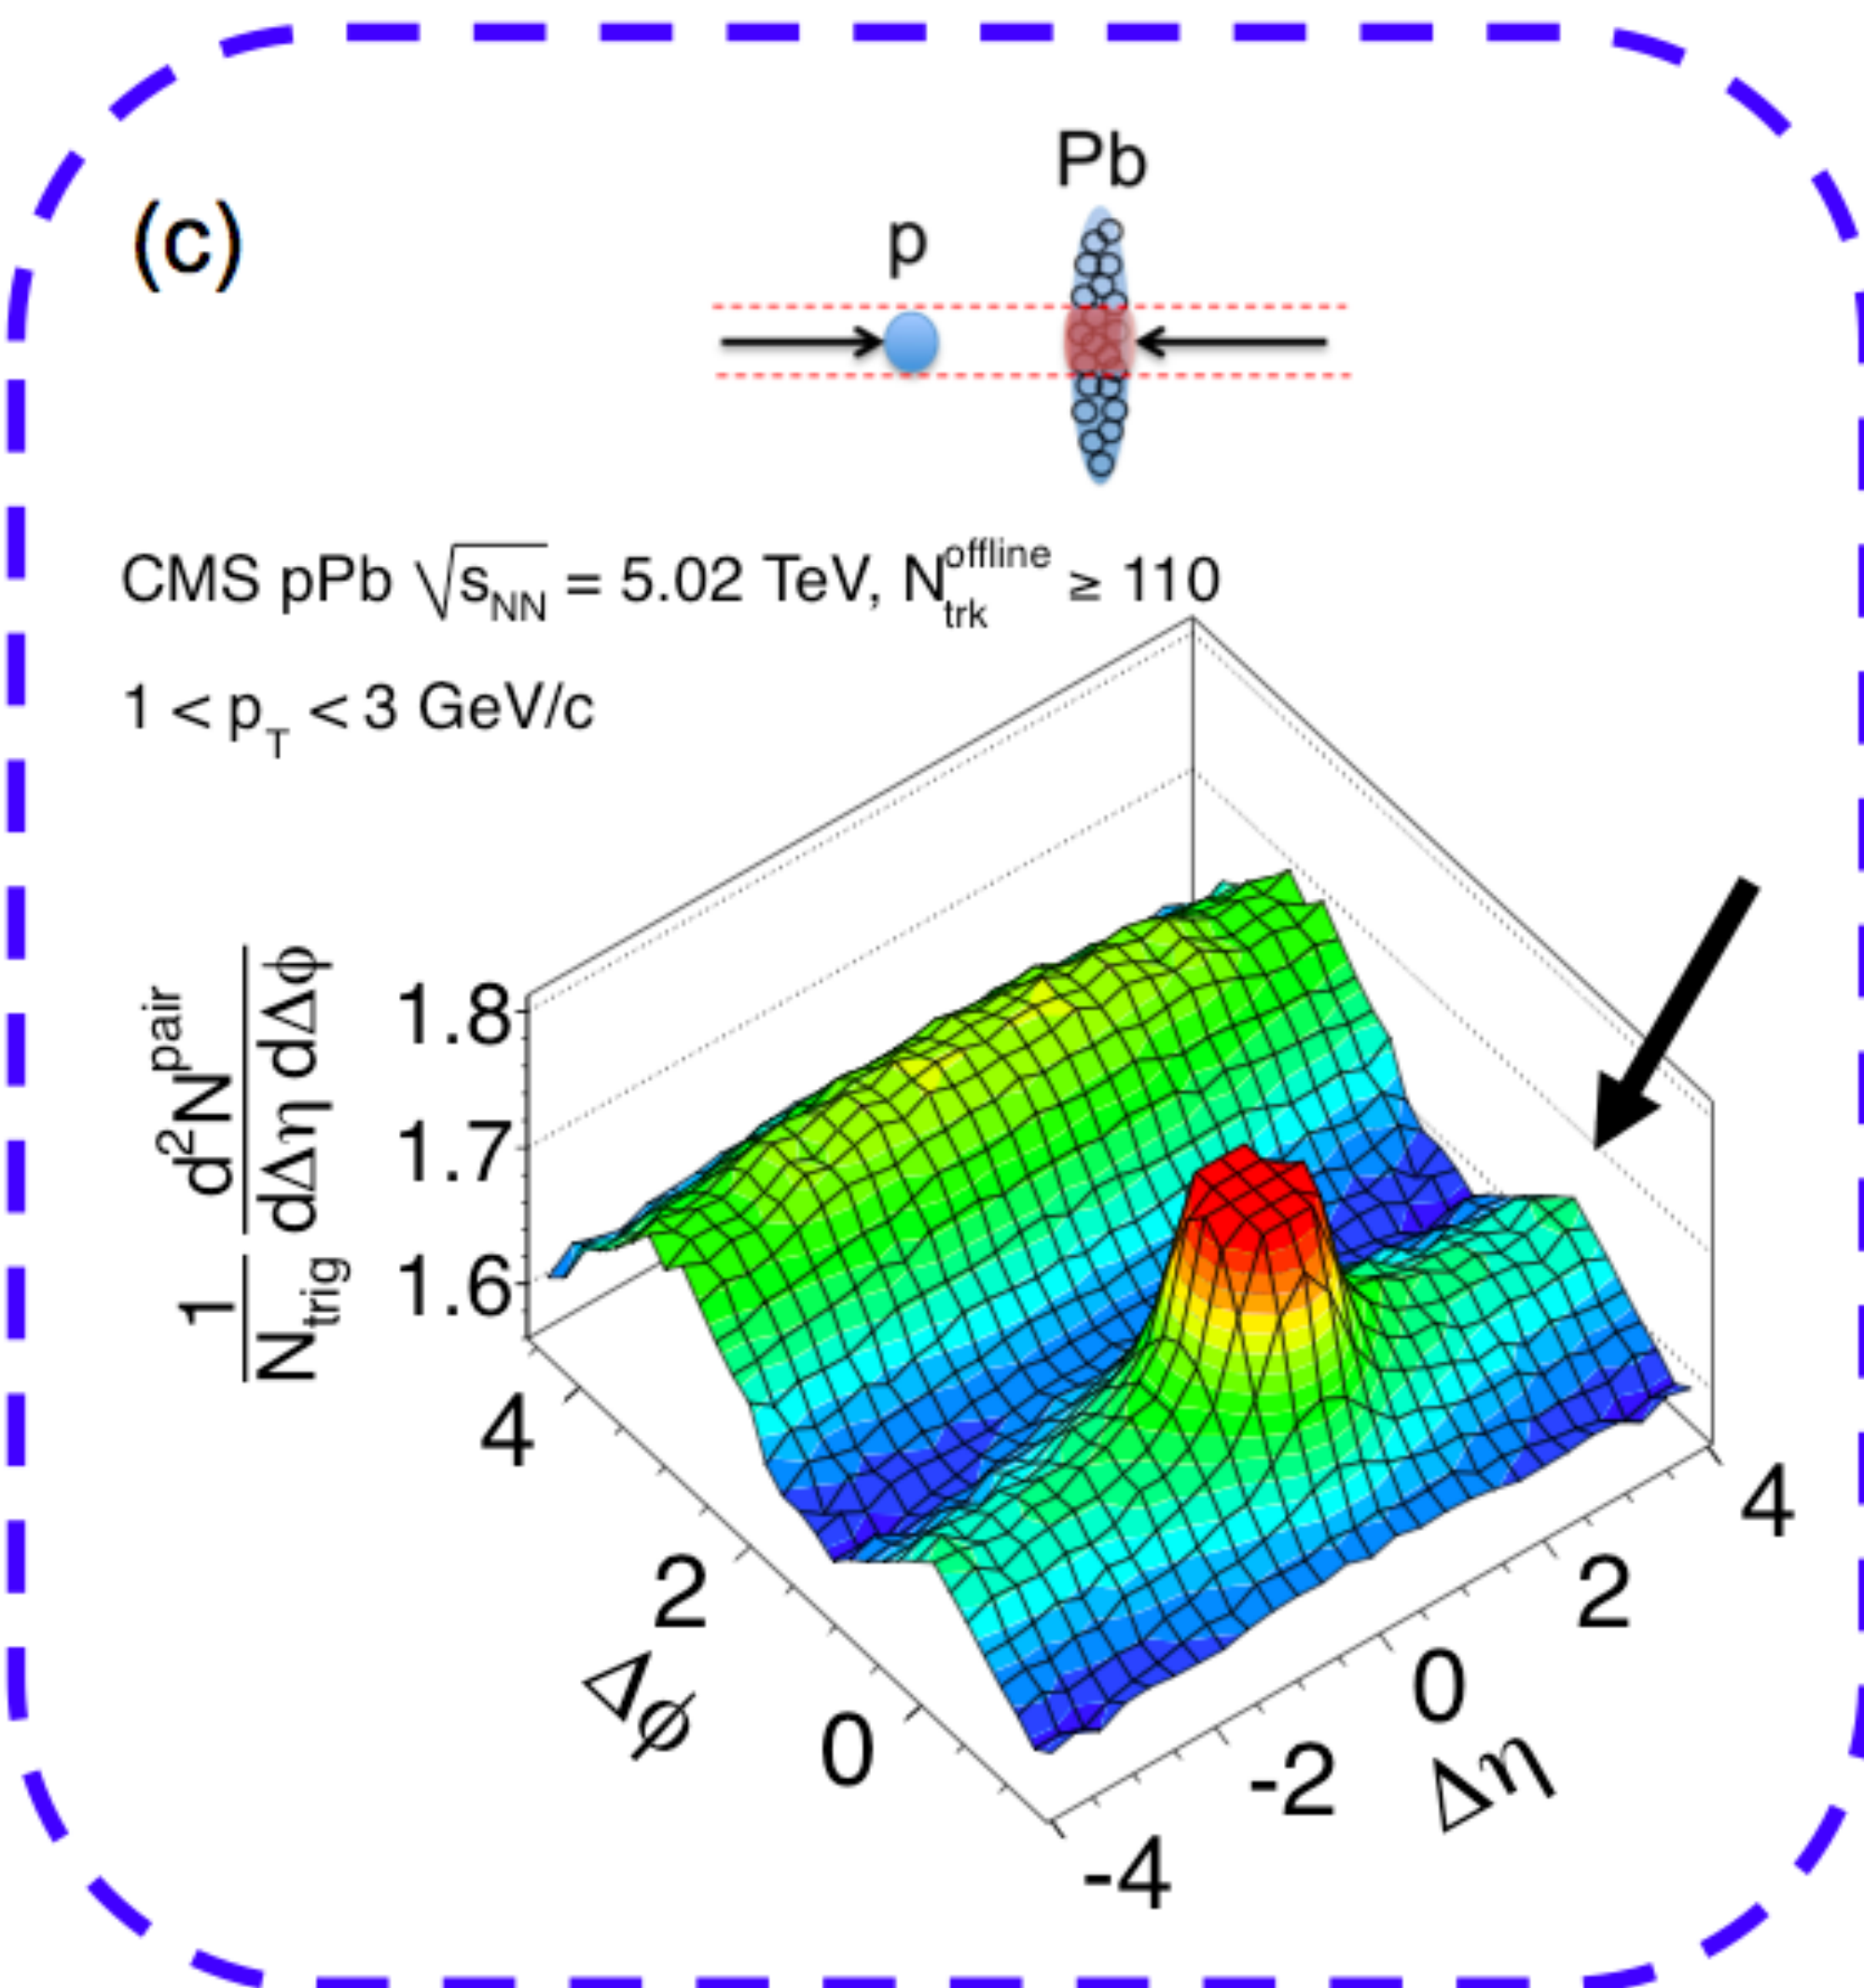 Pb
(c)
p
CMS pPb √s_NN = 5.02 TeV, N_trk^offline ≥ 110
1 < p_T < 3 GeV/c
1/N_trig d²N^pair/dΔη dΔϕ
1.8
1.7
1.6
4
2
0
Δϕ
4
2
0
-2
-4
Δη